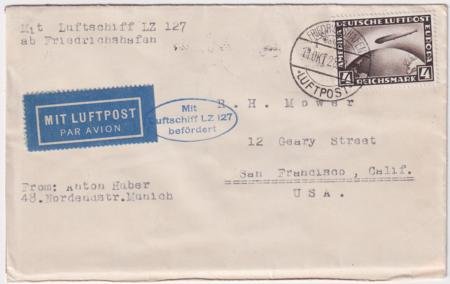 Mit Luftschiff LZ 127
ab Friedrichshafen
DEUTSCHE LUFTPOST
AMERIKA
EUROPA
4 REICHSMARK 4
LUFTPOST
MIT LUFTPOST
PAR AVION
Mit
Luftschiff LZ 127
befördert
R. H. Mower
12 Geary Street
San Francisco, Calif.
USA.
From: Anton Huber
48.Nordendstr.Munich